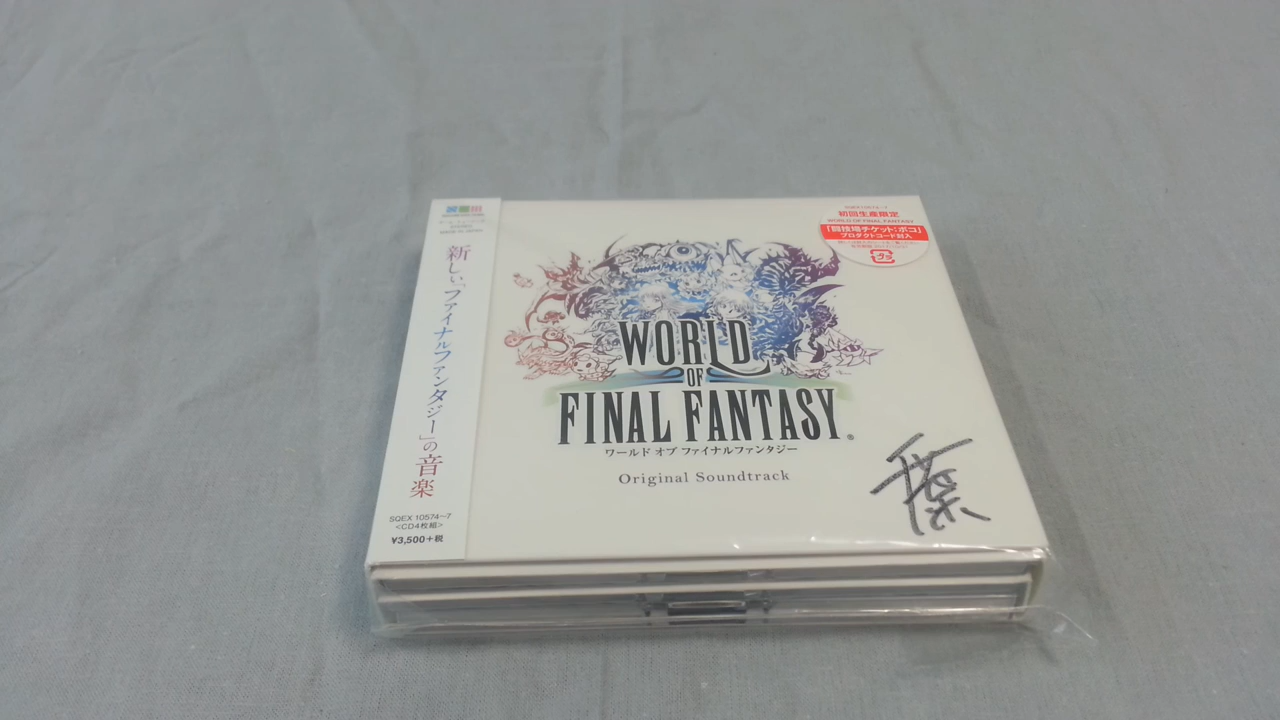 新しい「ファイナルファンタジー」の音楽
SQEX 10574~7
<CD4枚組>
¥3,500+税
WORLD
OF
FINAL FANTASY®
ワールド オブ ファイナルファンタジー
Original Soundtrack
初回生産限定
WORLD OF FINAL FANTASY
「闘技場チケット:ポコ」
プロダクトコード封入